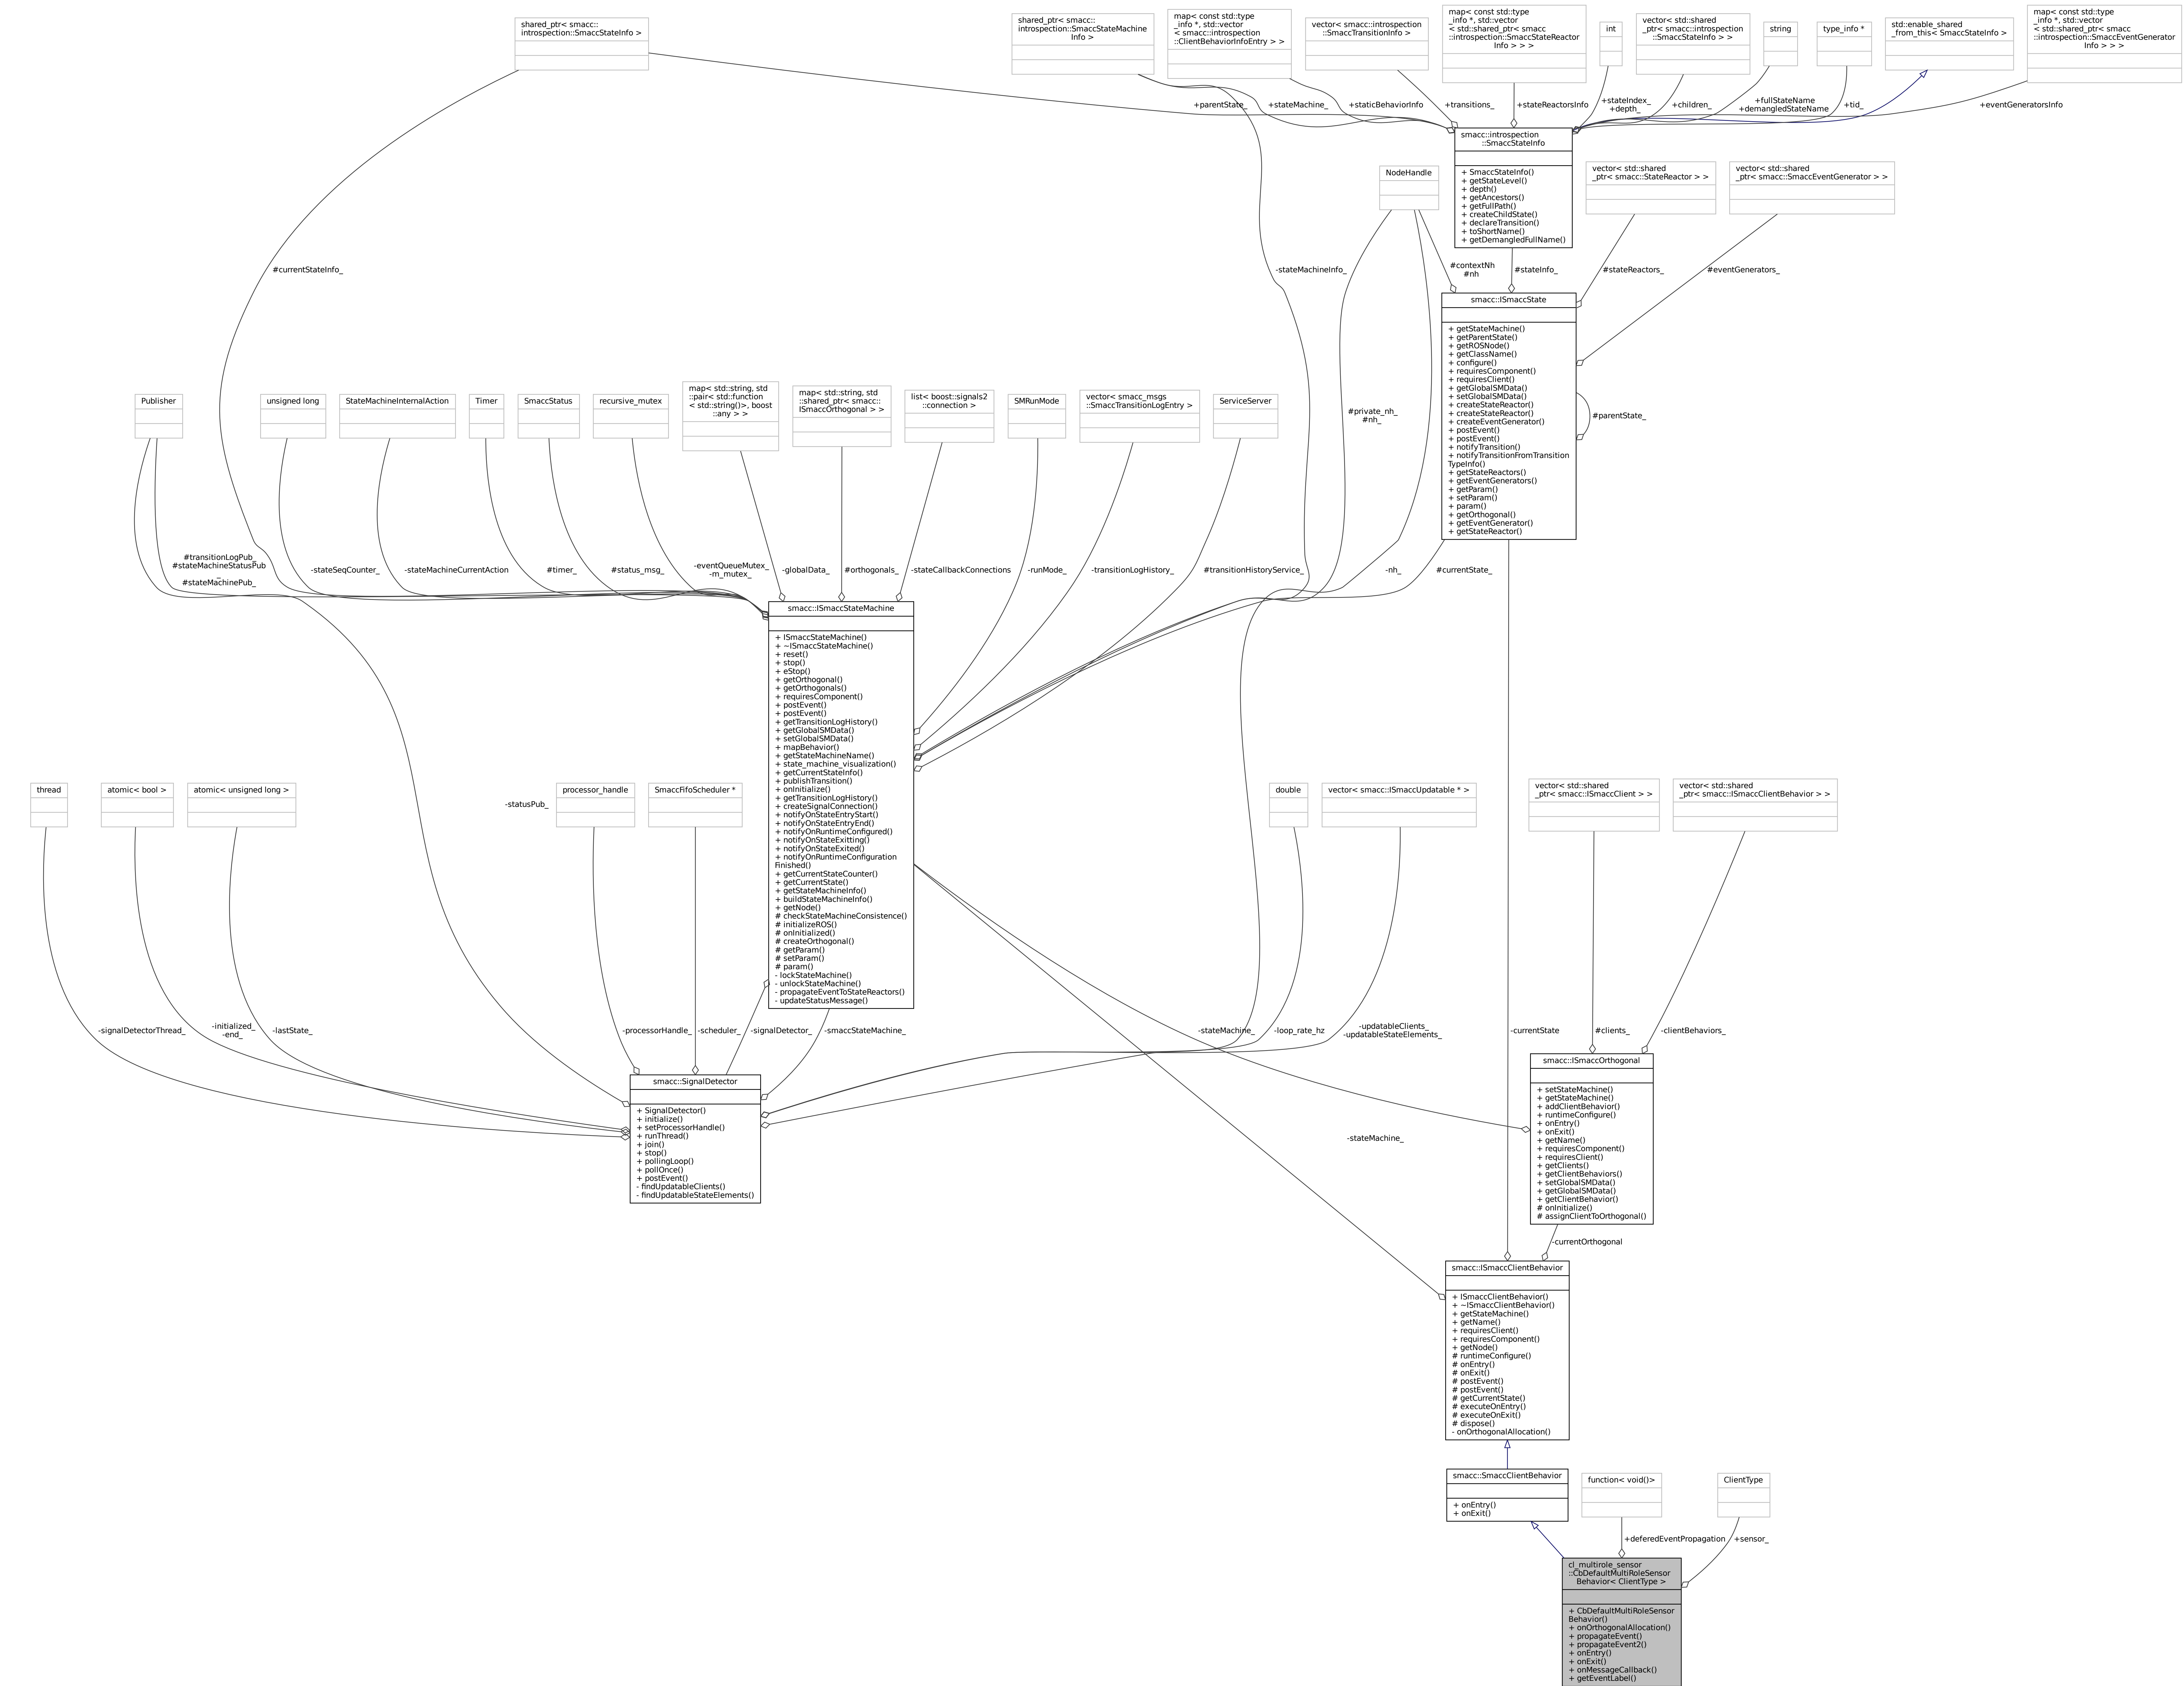 shared_ptr< smacc::
introspection::SmaccStateInfo >
shared_ptr< smacc::
introspection::SmaccStateMachine
Info >
map< const std::type
_info *, std::vector
< smacc::introspection
::ClientBehaviorInfoEntry > >
vector< smacc::introspection
::SmaccTransitionInfo >
map< const std::type
_info *, std::vector
< std::shared_ptr< smacc
::introspection::SmaccStateReactor
Info > > >
int
vector< std::shared
_ptr< smacc::introspection
::SmaccStateInfo > >
string
type_info *
std::enable_shared
_from_this< SmaccStateInfo >
map< const std::type
_info *, std::vector
< std::shared_ptr< smacc
::introspection::SmaccEventGenerator
Info > > >
+parentState_
+stateMachine_
+staticBehaviorInfo
+transitions_
+stateReactorsInfo
+stateIndex_
+depth_
+children_
+fullStateName
+demangledStateName
+tid_
+eventGeneratorsInfo
smacc::introspection
::SmaccStateInfo
+ SmaccStateInfo()
+ getStateLevel()
+ depth()
+ getAncestors()
+ getFullPath()
+ createChildState()
+ declareTransition()
+ toShortName()
+ getDemangledFullName()
NodeHandle
vector< std::shared
_ptr< smacc::StateReactor > >
vector< std::shared
_ptr< smacc::SmaccEventGenerator > >
#currentStateInfo_
-stateMachineInfo_
#contextNh
#nh
#stateInfo_
#stateReactors_
#eventGenerators_
smacc::ISmaccState
+ getStateMachine()
+ getParentState()
+ getROSNode()
+ getClassName()
+ configure()
+ requiresComponent()
+ requiresClient()
+ getGlobalSMData()
+ setGlobalSMData()
+ createStateReactor()
+ createStateReactor()
+ createEventGenerator()
+ postEvent()
+ postEvent()
+ notifyTransition()
+ notifyTransitionFromTransition
TypeInfo()
+ getStateReactors()
+ getEventGenerators()
+ getParam()
+ setParam()
+ param()
+ getOrthogonal()
+ getEventGenerator()
+ getStateReactor()
#parentState_
Publisher
unsigned long
StateMachineInternalAction
Timer
SmaccStatus
recursive_mutex
map< std::string, std
::pair< std::function
< std::string()>, boost
::any > >
map< std::string, std
::shared_ptr< smacc::
ISmaccOrthogonal > >
list< boost::signals2
::connection >
SMRunMode
vector< smacc_msgs
::SmaccTransitionLogEntry >
ServiceServer
#private_nh_
#nh_
#transitionLogPub_
#stateMachineStatusPub
_
#stateMachinePub_
-stateSeqCounter_
-stateMachineCurrentAction
#timer_
#status_msg_
-eventQueueMutex_
-m_mutex_
-globalData_
#orthogonals_
-stateCallbackConnections
-runMode_
-transitionLogHistory_
#transitionHistoryService_
-nh_
#currentState_
smacc::ISmaccStateMachine
+ ISmaccStateMachine()
+ ~ISmaccStateMachine()
+ reset()
+ stop()
+ eStop()
+ getOrthogonal()
+ getOrthogonals()
+ requiresComponent()
+ postEvent()
+ postEvent()
+ getTransitionLogHistory()
+ getGlobalSMData()
+ setGlobalSMData()
+ mapBehavior()
+ getStateMachineName()
+ state_machine_visualization()
+ getCurrentStateInfo()
+ publishTransition()
+ onInitialize()
+ getTransitionLogHistory()
+ createSignalConnection()
+ notifyOnStateEntryStart()
+ notifyOnStateEntryEnd()
+ notifyOnRuntimeConfigured()
+ notifyOnStateExitting()
+ notifyOnStateExited()
+ notifyOnRuntimeConfiguration
Finished()
+ getCurrentStateCounter()
+ getCurrentState()
+ getStateMachineInfo()
+ buildStateMachineInfo()
+ getNode()
# checkStateMachineConsistence()
# initializeROS()
# onInitialized()
# createOrthogonal()
# getParam()
# setParam()
# param()
- lockStateMachine()
- unlockStateMachine()
- propagateEventToStateReactors()
- updateStatusMessage()
thread
atomic< bool >
atomic< unsigned long >
-statusPub_
processor_handle
SmaccFifoScheduler *
double
vector< smacc::ISmaccUpdatable * >
vector< std::shared
_ptr< smacc::ISmaccClient > >
vector< std::shared
_ptr< smacc::ISmaccClientBehavior > >
-signalDetectorThread_
-initialized_
-end_
-lastState_
-processorHandle_
-scheduler_
-signalDetector_
-smaccStateMachine_
-stateMachine_
-loop_rate_hz
-updatableClients_
-updatableStateElements_
-currentState
#clients_
-clientBehaviors_
smacc::SignalDetector
+ SignalDetector()
+ initialize()
+ setProcessorHandle()
+ runThread()
+ join()
+ stop()
+ pollingLoop()
+ pollOnce()
+ postEvent()
- findUpdatableClients()
- findUpdatableStateElements()
smacc::ISmaccOrthogonal
+ setStateMachine()
+ getStateMachine()
+ addClientBehavior()
+ runtimeConfigure()
+ onEntry()
+ onExit()
+ getName()
+ requiresComponent()
+ requiresClient()
+ getClients()
+ getClientBehaviors()
+ setGlobalSMData()
+ getGlobalSMData()
+ getClientBehavior()
# onInitialize()
# assignClientToOrthogonal()
-stateMachine_
-currentOrthogonal
smacc::ISmaccClientBehavior
+ ISmaccClientBehavior()
+ ~ISmaccClientBehavior()
+ getStateMachine()
+ getName()
+ requiresClient()
+ requiresComponent()
+ getNode()
# runtimeConfigure()
# onEntry()
# onExit()
# postEvent()
# postEvent()
# getCurrentState()
# executeOnEntry()
# executeOnExit()
# dispose()
- onOrthogonalAllocation()
smacc::SmaccClientBehavior
+ onEntry()
+ onExit()
function< void()>
ClientType
+deferedEventPropagation
+sensor_
cl_multirole_sensor
::CbDefaultMultiRoleSensor
Behavior< ClientType >
+ CbDefaultMultiRoleSensor
Behavior()
+ onOrthogonalAllocation()
+ propagateEvent()
+ propagateEvent2()
+ onEntry()
+ onExit()
+ onMessageCallback()
+ getEventLabel()